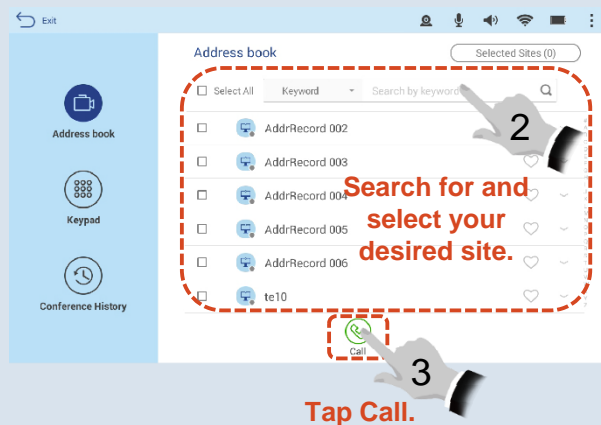 Exit
Address book
Selected Sites (0)
Select All Keyword Search by keyword
2
Address book
AddrRecord 002
AddrRecord 003
AddrRecord 004
Search for and
select your
desired site.
Keypad
AddrRecord 005
AddrRecord 006
te10
Conference History
Call
3
Tap Call.